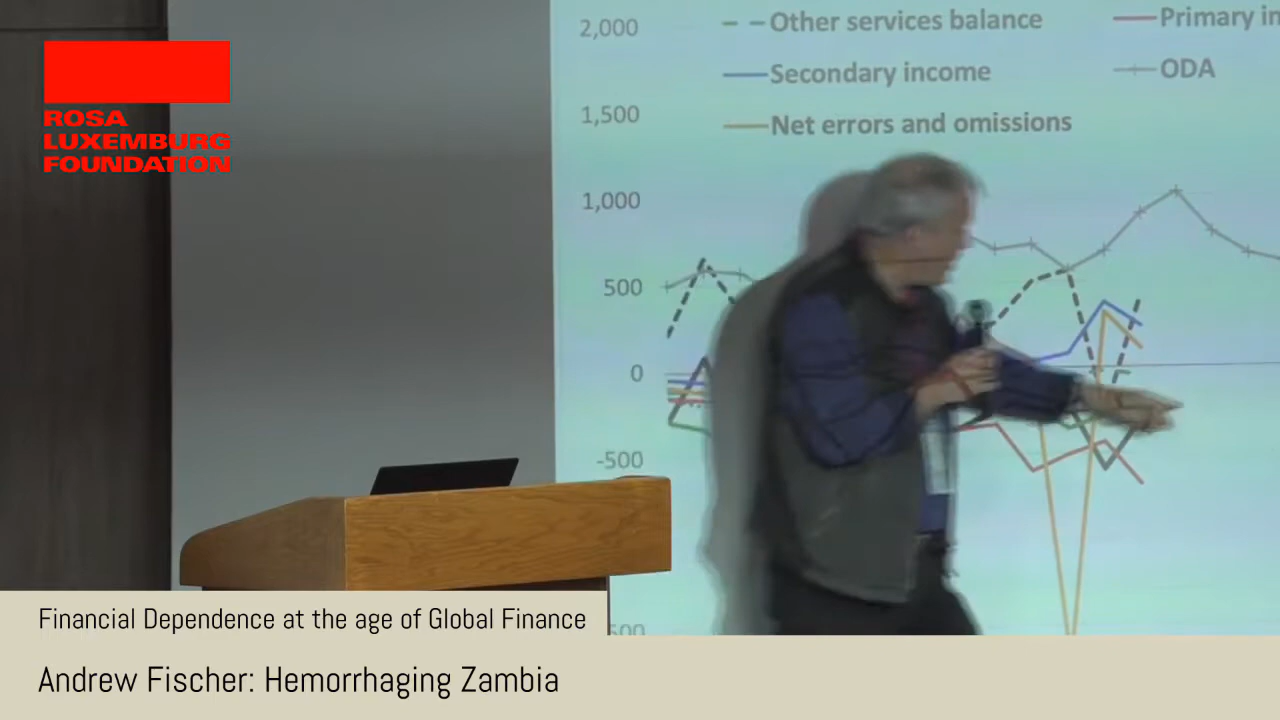 ROSA
LUXEMBURG
FOUNDATION
2,000
Other services balance
Primary in
Secondary income
ODA
1,500
Net errors and omissions
1,000
500
0
-500
Financial Dependence at the age of Global Finance
Andrew Fischer: Hemorrhaging Zambia